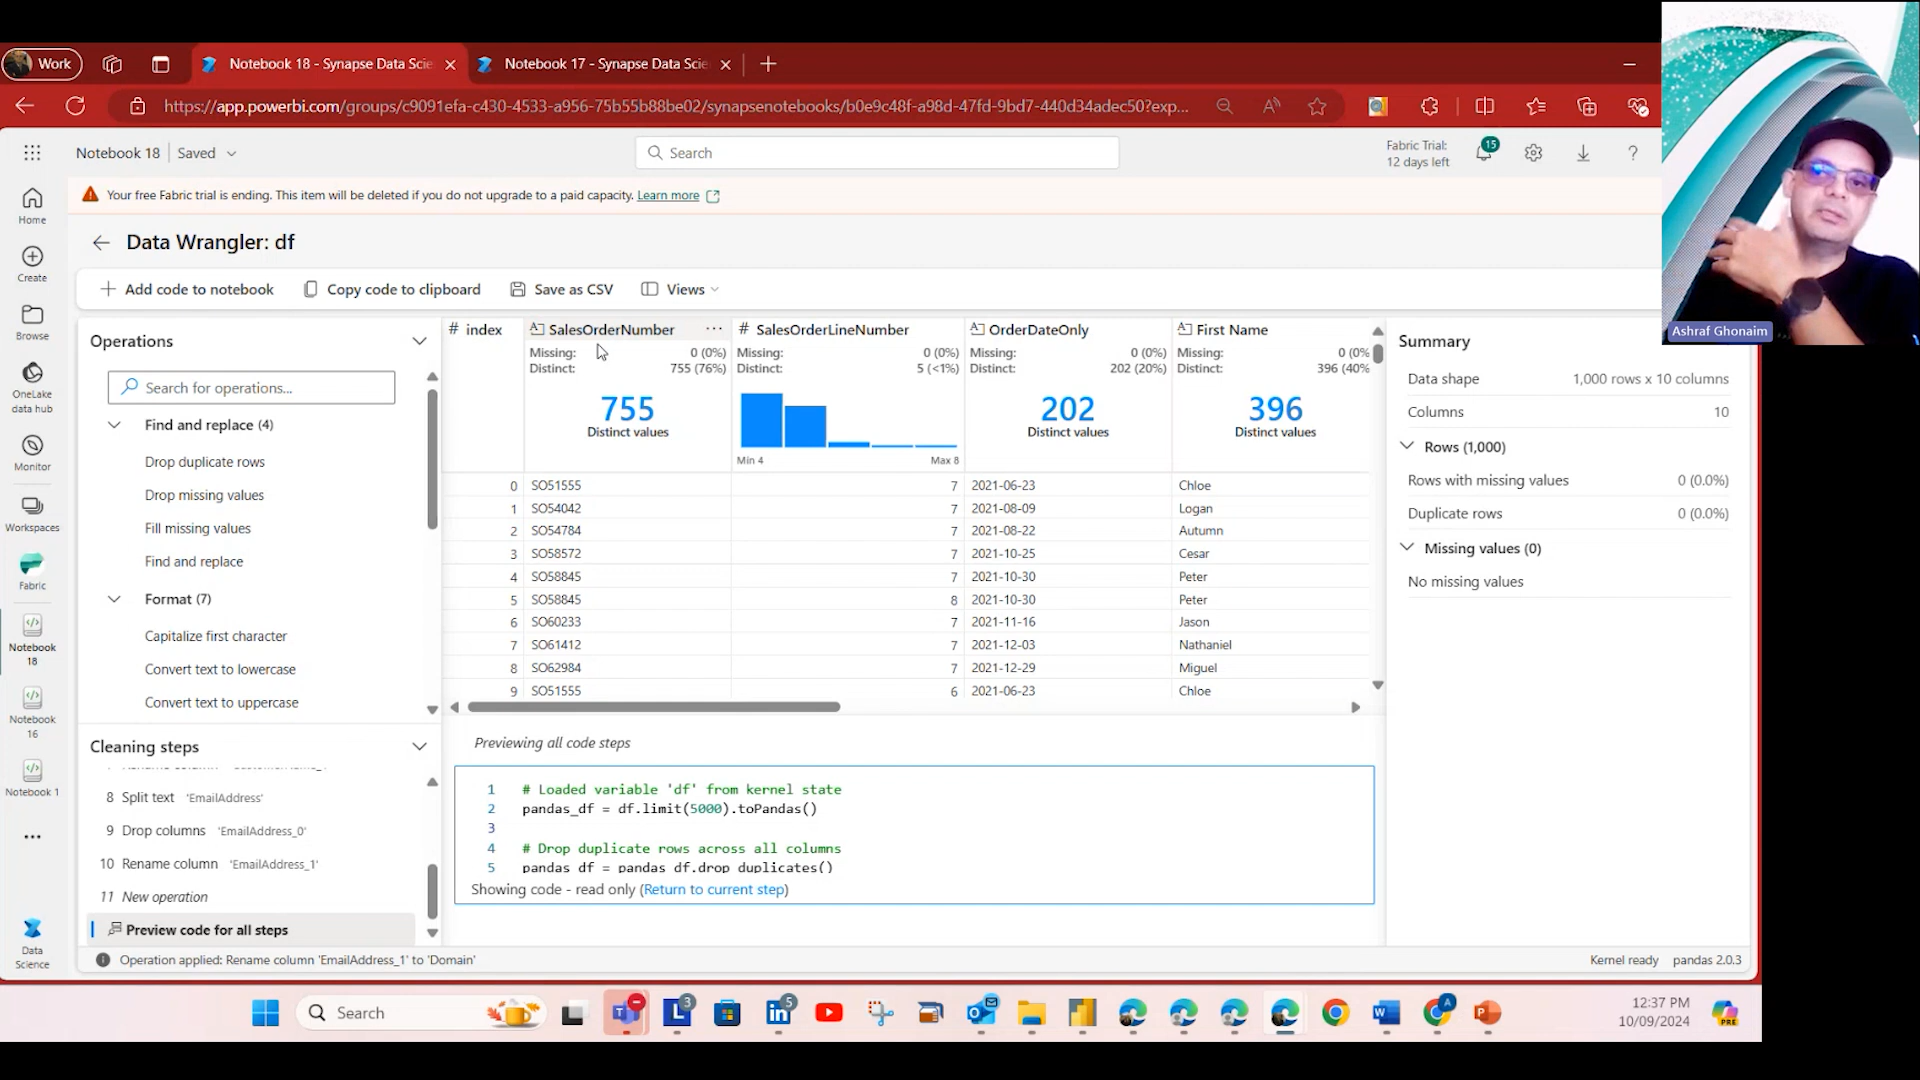 Work
Notebook 18 - Synapse Data Scie
Notebook 17 - Synapse Data Scie
https://app.powerbi.com/groups/c9091efa-c430-4533-a956-75b55b88be02/synapsenotebooks/b0e9c48f-a98d-47fd-9bd7-440d34adec50?exp...
Notebook 18 | Saved
Search
Fabric Trial:
12 days left
15
?
Your free Fabric trial is ending. This item will be deleted if you do not upgrade to a paid capacity. Learn more
Data Wrangler: df
Add code to notebook
Copy code to clipboard
Save as CSV
Views
Home
Create
Browse
OneLake
data hub
Monitor
Workspaces
Fabric
Notebook
18
Notebook
16
Notebook 1
Data
Science
Operations
Search for operations...
Find and replace (4)
Drop duplicate rows
Drop missing values
Fill missing values
Find and replace
Format (7)
Capitalize first character
Convert text to lowercase
Convert text to uppercase
Cleaning steps
8 Split text 'EmailAddress'
9 Drop columns 'EmailAddress_0'
10 Rename column 'EmailAddress_1'
11 New operation
Preview code for all steps
# index SalesOrderNumber ... # SalesOrderLineNumber OrderDateOnly First Name
Missing: 0 (0%) Missing: 0 (0%) Missing: 0 (0%) Missing: 0 (0%
Distinct: 755 (76%) Distinct: 5 (<1%) Distinct: 202 (20%) Distinct: 396 (40%
755
Distinct values
Min 4 Max 8
202
Distinct values
396
Distinct values
0 SO51555 7 2021-06-23 Chloe
1 SO54042 7 2021-08-09 Logan
2 SO54784 7 2021-08-22 Autumn
3 SO58572 7 2021-10-25 Cesar
4 SO58845 7 2021-10-30 Peter
5 SO58845 8 2021-10-30 Peter
6 SO60233 7 2021-11-16 Jason
7 SO61412 7 2021-12-03 Nathaniel
8 SO62984 7 2021-12-29 Miguel
9 SO51555 6 2021-06-23 Chloe
Previewing all code steps
1 # Loaded variable 'df' from kernel state
2 pandas_df = df.limit(5000).toPandas()
3
4 # Drop duplicate rows across all columns
5 pandas_df = pandas_df.drop_duplicates()
Showing code - read only (Return to current step)
Summary
Data shape 1,000 rows x 10 columns
Columns 10
Rows (1,000)
Rows with missing values 0 (0.0%)
Duplicate rows 0 (0.0%)
Missing values (0)
No missing values
Operation applied: Rename column 'EmailAddress_1' to 'Domain'
Kernel ready pandas 2.0.3
Ashraf Ghonaim
Search
3
5
12:37 PM
10/09/2024
PRE